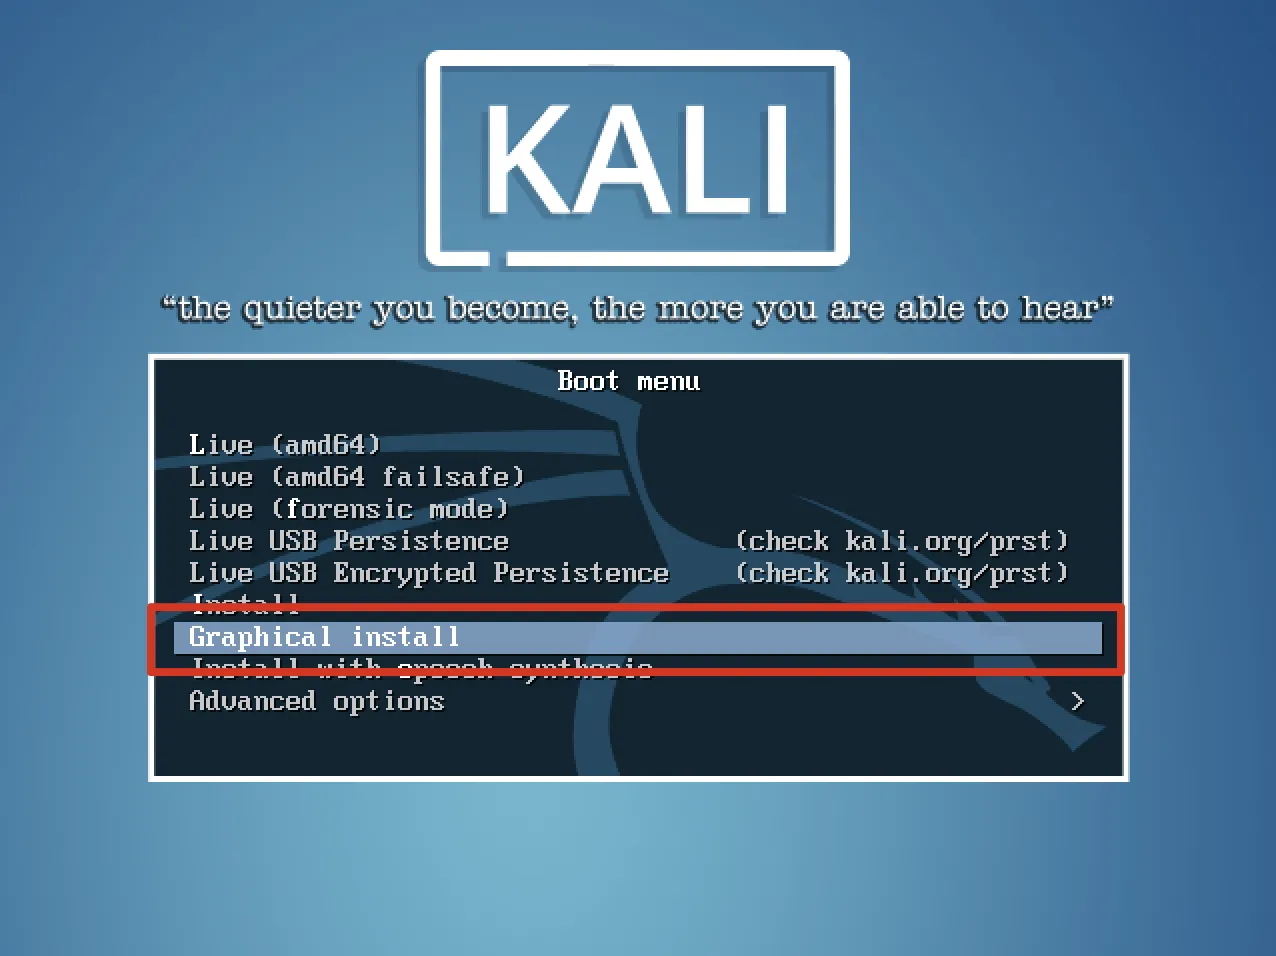 KALI
“the quieter you become, the more you are able to hear”
Boot menu
Live (amd64)
Live (amd64 failsafe)
Live (forensic mode)
Live USB Persistence (check kali.org/prst)
Live USB Encrypted Persistence (check kali.org/prst)
Install
Graphical install
Install with speech synthesis
Advanced options >